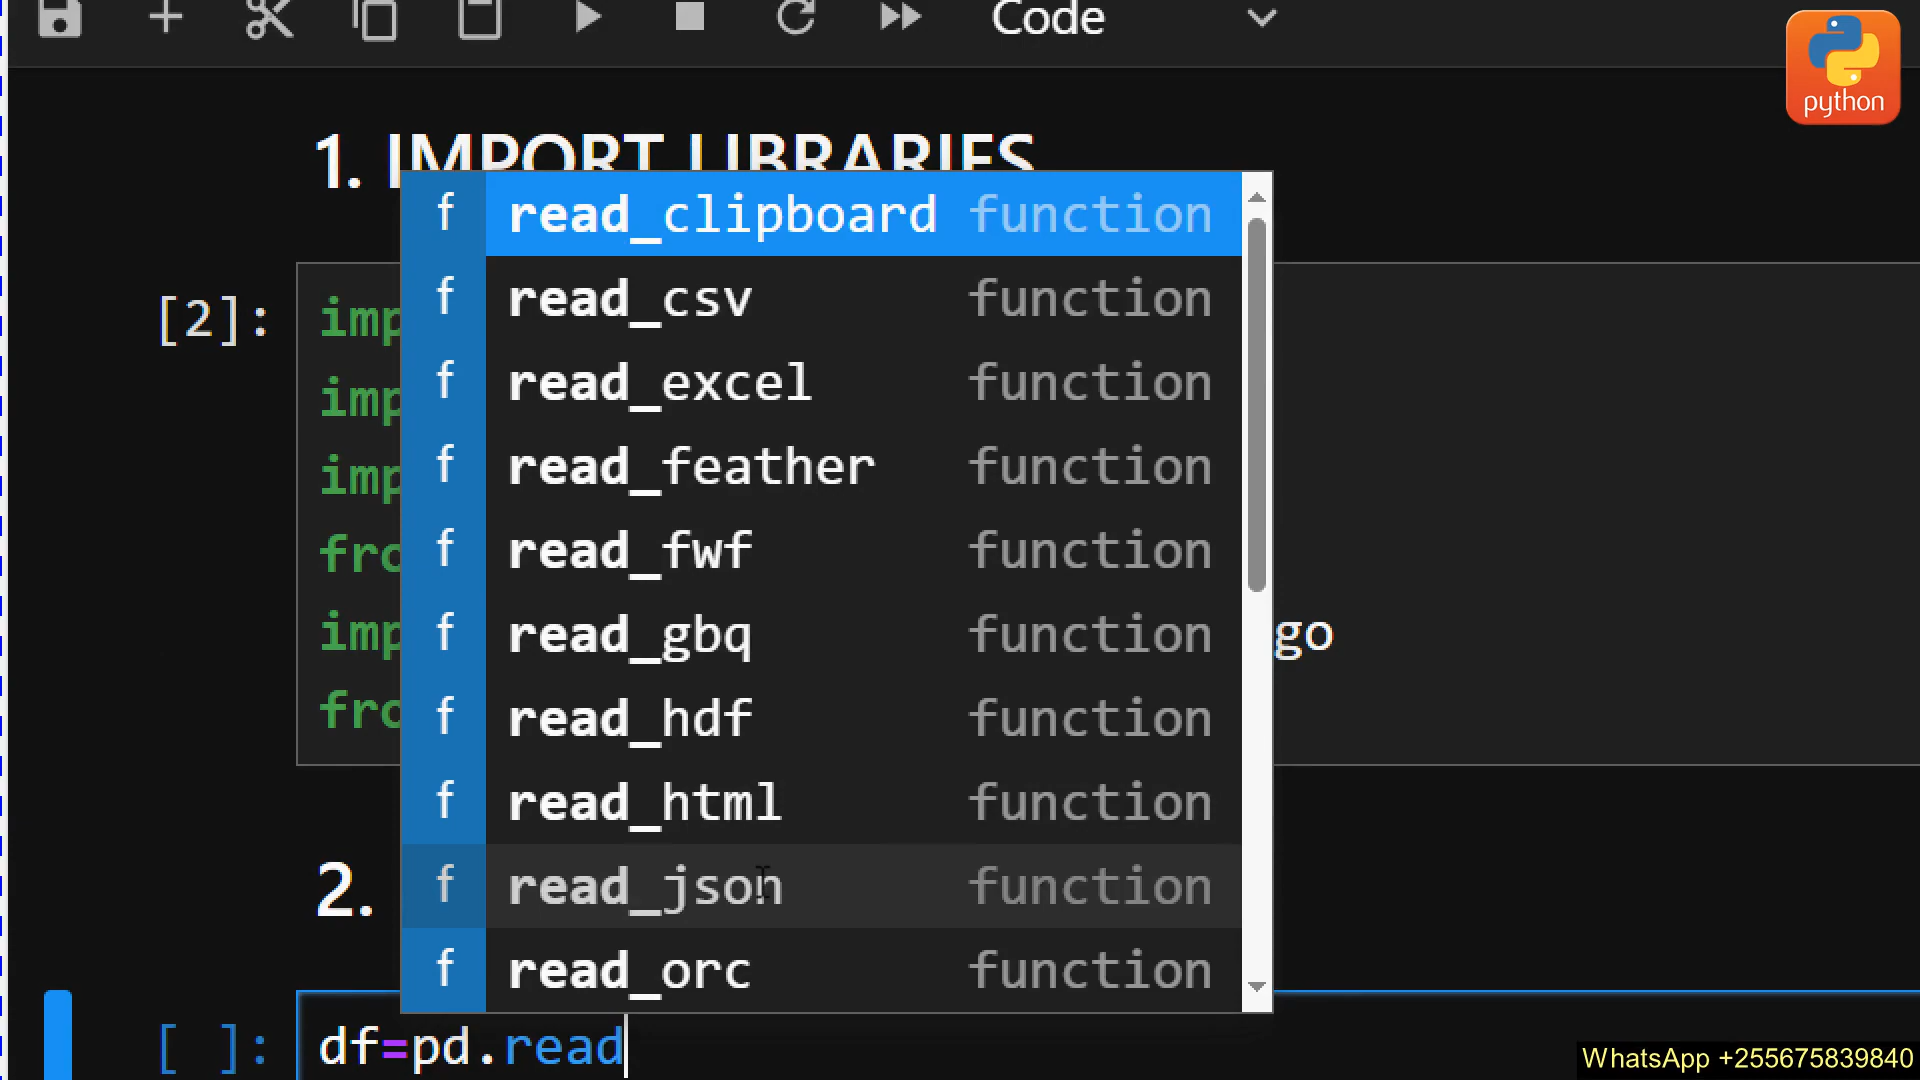 Code
python
1. IMPORT LIBRARIES
f read_clipboard function
[2]: imp f read_csv function
imp f read_excel function
imp f read_feather function
fro f read_fwf function
imp f read_gbq function go
fro f read_hdf function
f read_html function
2. f read_json function
f read_orc function
[ ]: df=pd.read
WhatsApp +255675839840